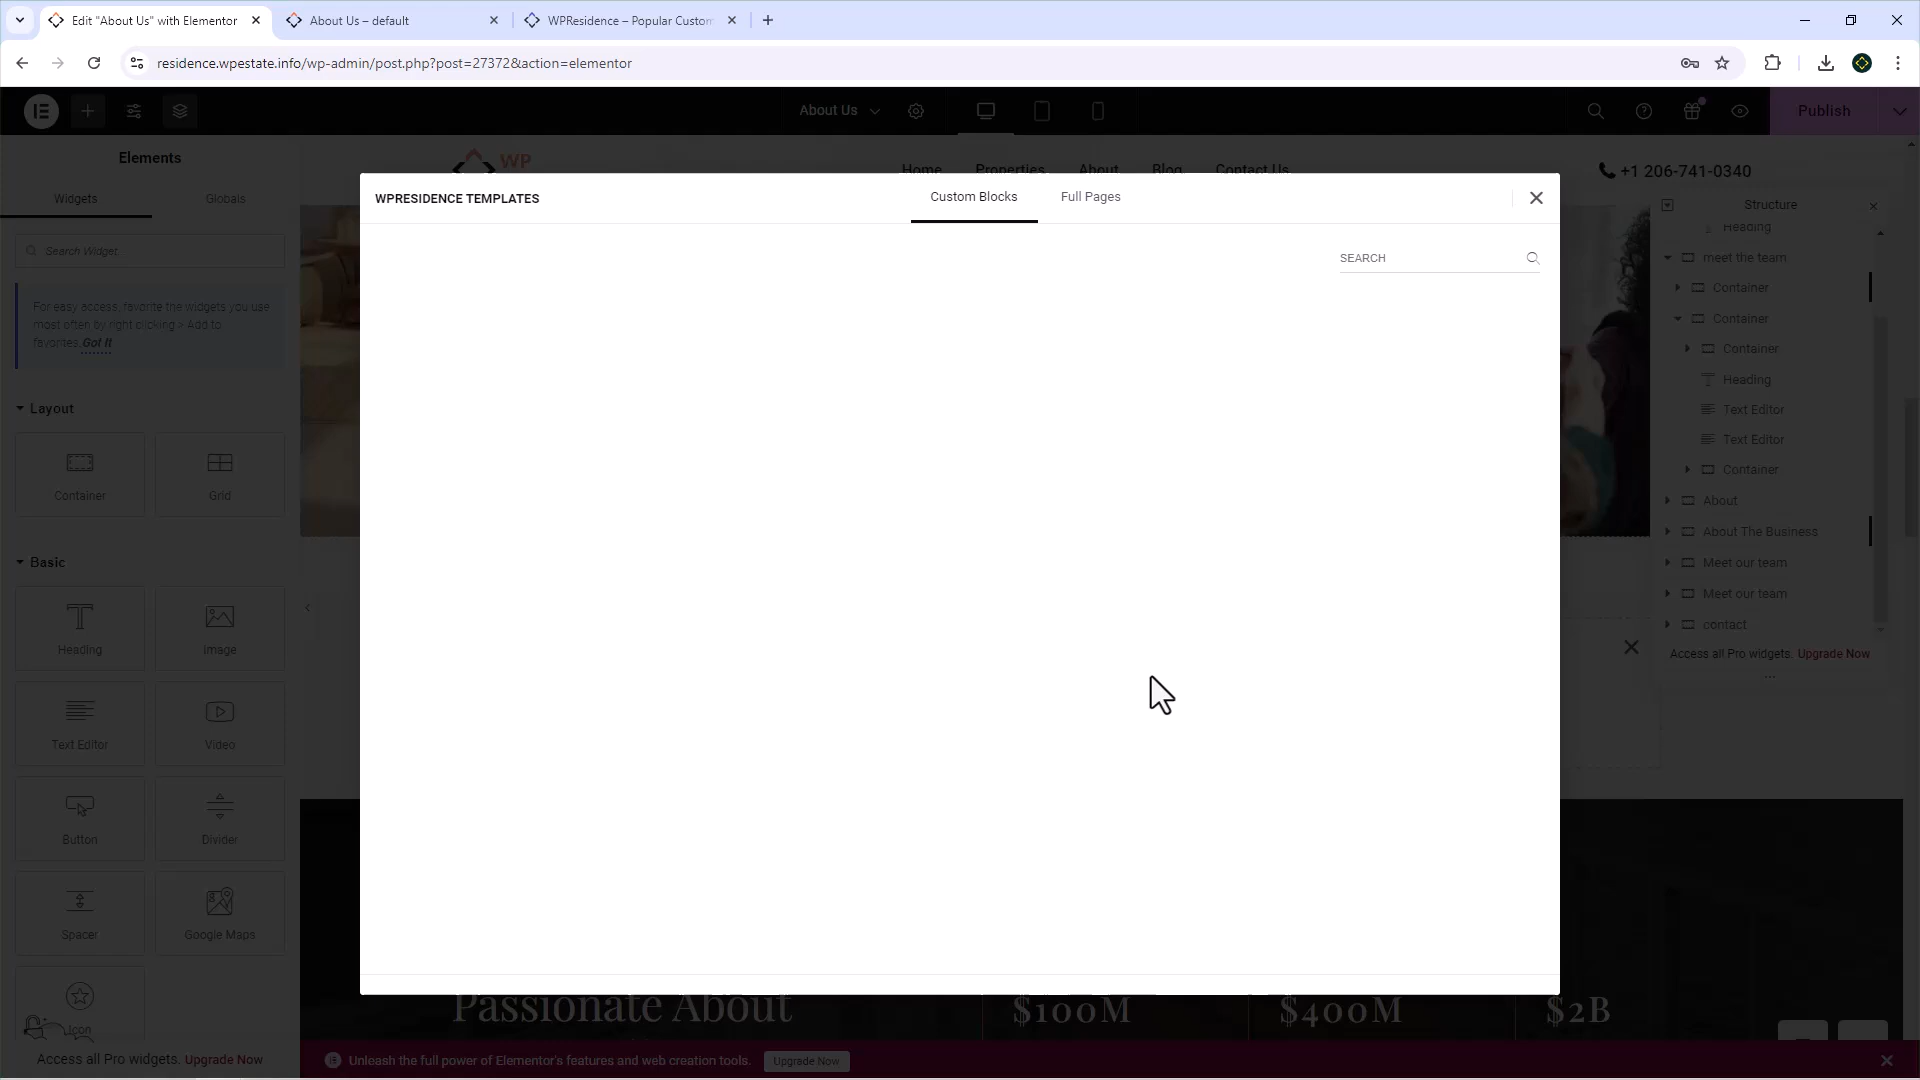 Edit "About Us" with Elementor
About Us – default
WPResidence – Popular Custom
residence.wpestate.info/wp-admin/post.php?post=27372&action=elementor
About Us
Publish
Elements
Widgets
Globals
Search Widget
For easy access, favorite the widgets you use
most often by right clicking > Add to
favorites. Got It
Layout
Container
Grid
Basic
Heading
Image
Text Editor
Video
Button
Divider
Spacer
Google Maps
Icon
Access all Pro widgets. Upgrade Now
WP
Home
Properties
About
Blog
Contact Us
+1 206-741-0340
WPRESIDENCE TEMPLATES
Custom Blocks
Full Pages
SEARCH
Structure
Heading
meet the team
Container
Container
Container
Heading
Text Editor
Text Editor
Container
About
About The Business
Meet our team
Meet our team
contact
Access all Pro widgets. Upgrade Now
Passionate About
$100M
$400M
$2B
Unleash the full power of Elementor's features and web creation tools.
Upgrade Now